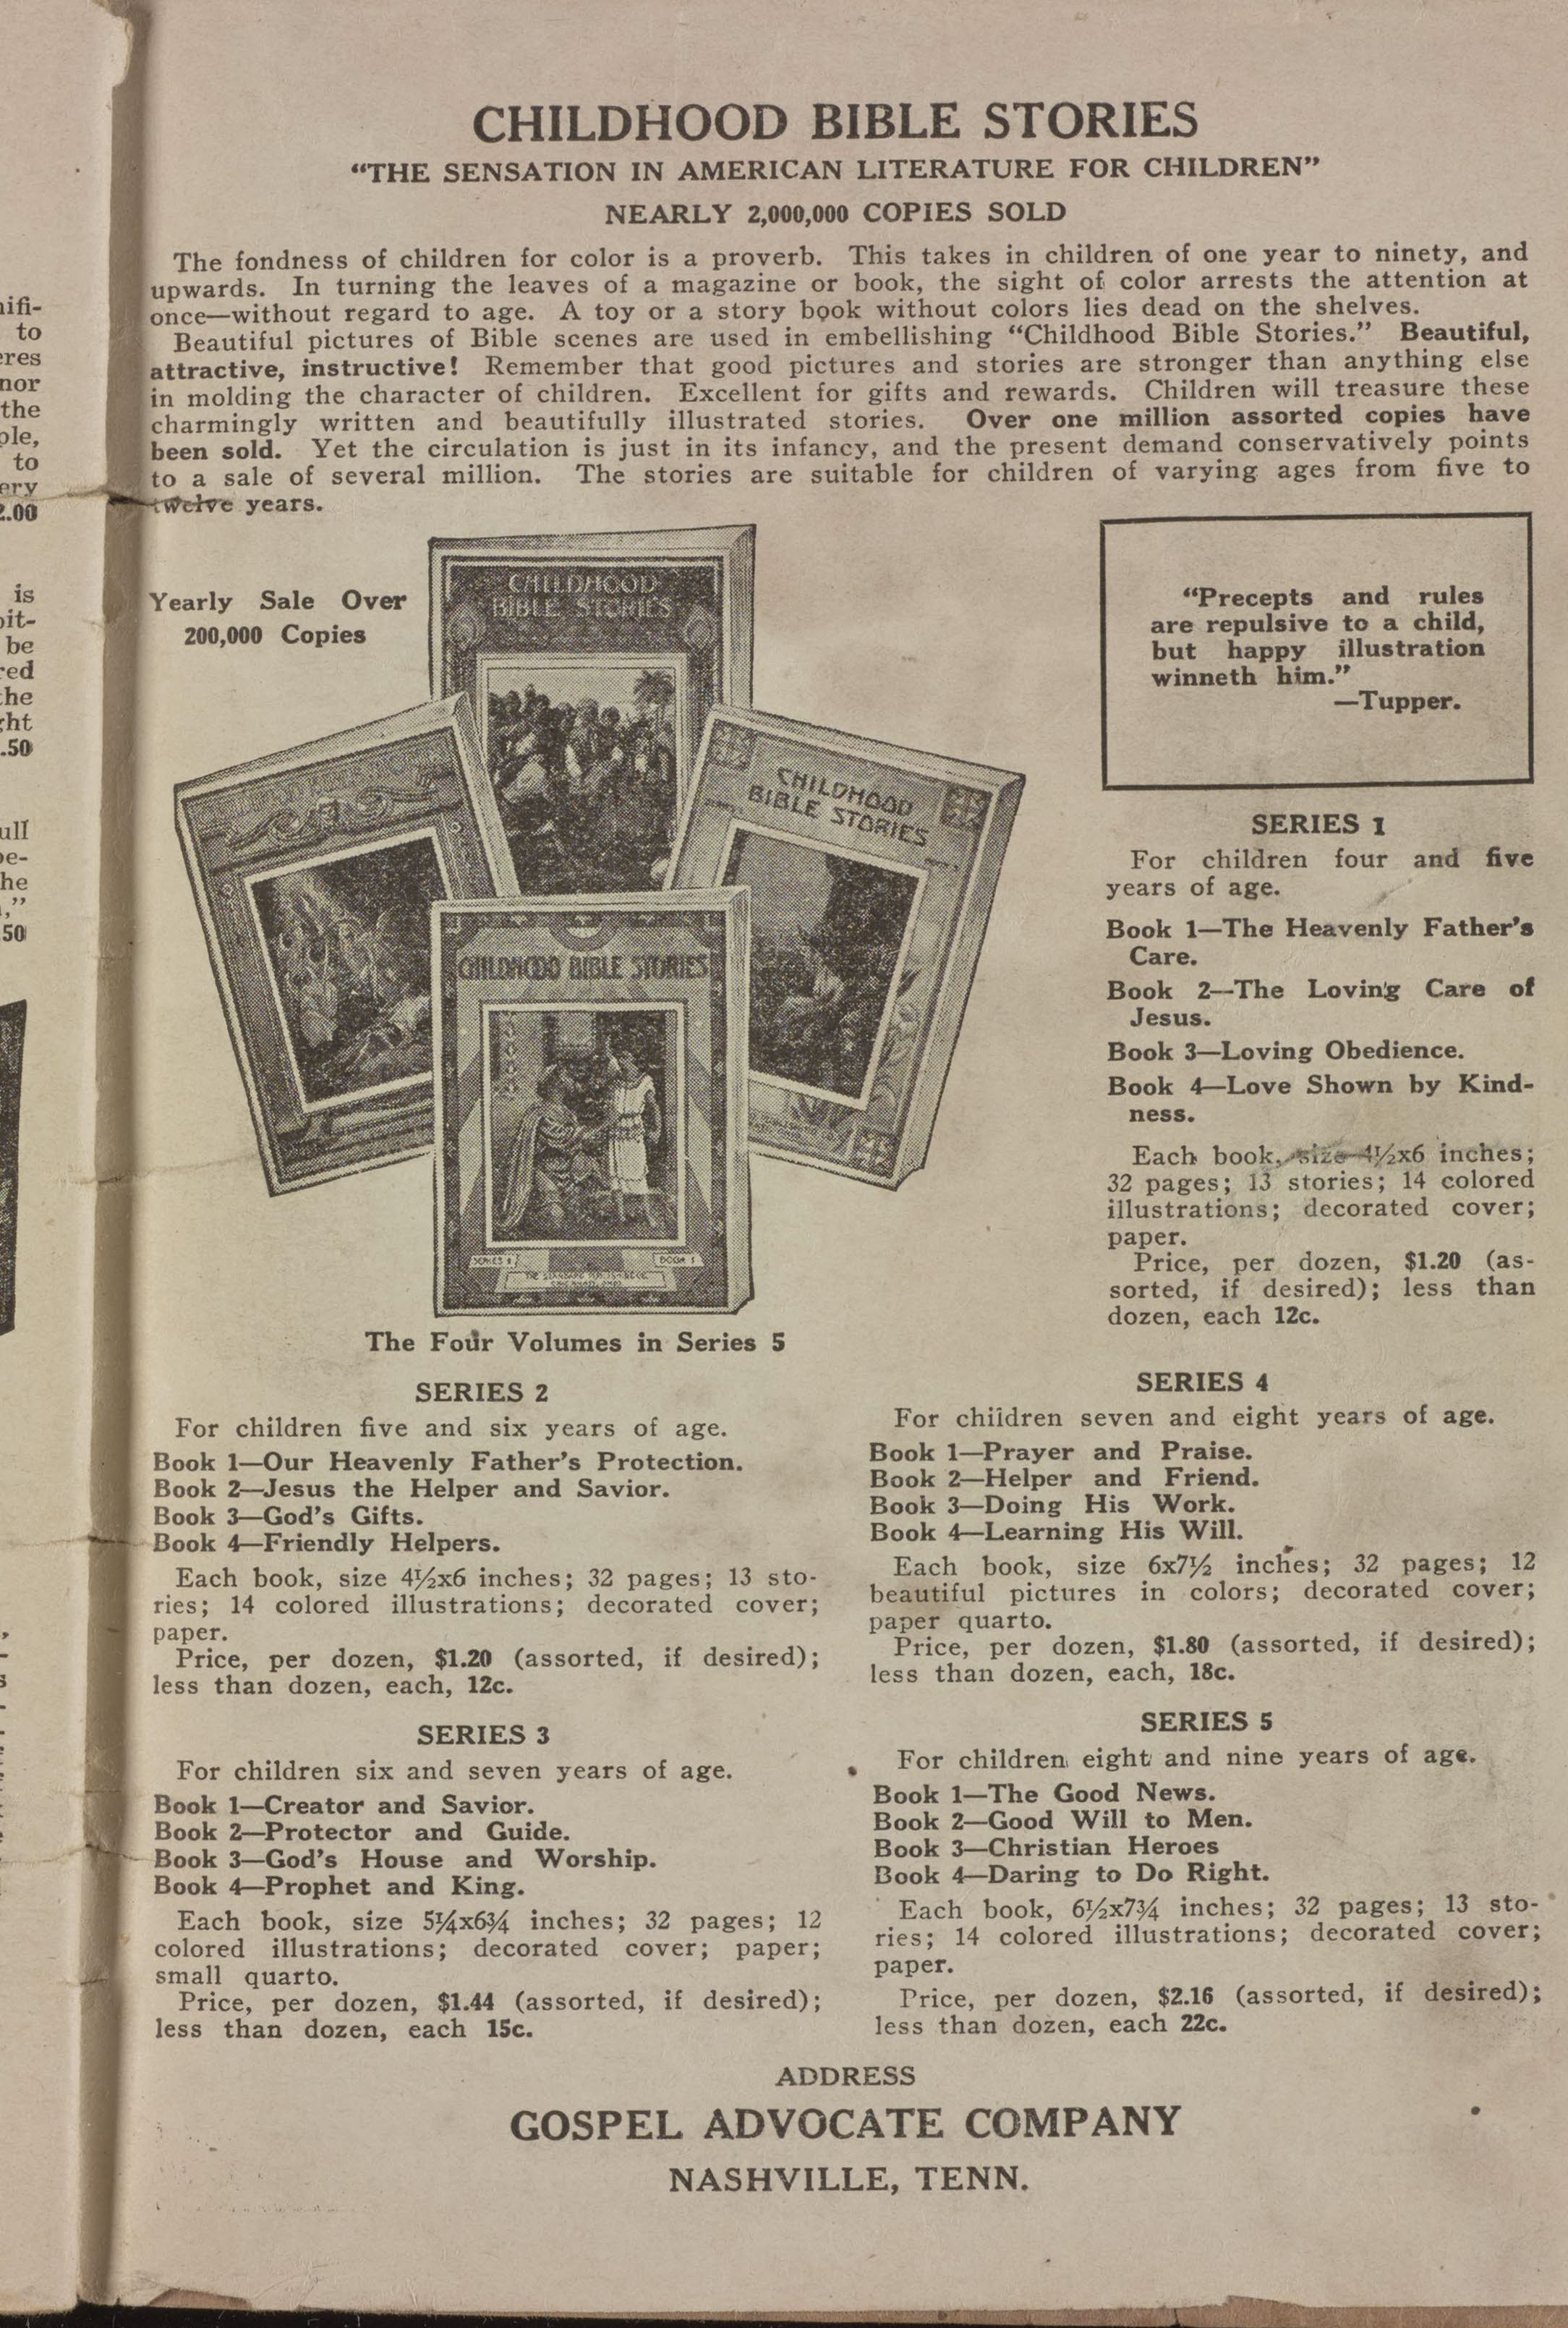 CHILDHOOD BIBLE STORIES
“THE SENSATION IN AMERICAN LITERATURE FOR CHILDREN”
NEARLY 2,000,000 COPIES SOLD
The fondness of children for color is a proverb. This takes in children of one year to ninety, and
upwards. In turning the leaves of a magazine or book, the sight of color arrests the attention at
once—without regard to age. A toy or a story book without colors lies dead on the shelves.
Beautiful pictures of Bible scenes are used in embellishing “Childhood Bible Stories.” Beautiful,
attractive, instructive! Remember that good pictures and stories are stronger than anything else
in molding the character of children. Excellent for gifts and rewards. Children will treasure these
charmingly written and beautifully illustrated stories. Over one million assorted copies have
been sold. Yet the circulation is just in its infancy, and the present demand conservatively points
to a sale of several million. The stories are suitable for children of varying ages from five to
twelve years.
Yearly Sale Over
200,000 Copies
CHILDHOOD
BIBLE STORIES
CHILDHOOD
BIBLE STORIES
CHILDHOOD BIBLE STORIES
SERIES 5
BOOK 1
The Four Volumes in Series 5
“Precepts and rules
are repulsive to a child,
but happy illustration
winneth him.”
—Tupper.
SERIES 1
For children four and five
years of age.
Book 1—The Heavenly Father's
Care.
Book 2—The Loving Care of
Jesus.
Book 3—Loving Obedience.
Book 4—Love Shown by Kind-
ness.
Each book, size 4½x6 inches;
32 pages; 13 stories; 14 colored
illustrations; decorated cover;
paper.
Price, per dozen, $1.20 (as-
sorted, if desired); less than
dozen, each 12c.
SERIES 2
For children five and six years of age.
Book 1—Our Heavenly Father's Protection.
Book 2—Jesus the Helper and Savior.
Book 3—God's Gifts.
Book 4—Friendly Helpers.
Each book, size 4½x6 inches; 32 pages; 13 sto-
ries; 14 colored illustrations; decorated cover;
paper.
Price, per dozen, $1.20 (assorted, if desired);
less than dozen, each, 12c.
SERIES 3
For children six and seven years of age.
Book 1—Creator and Savior.
Book 2—Protector and Guide.
Book 3—God's House and Worship.
Book 4—Prophet and King.
Each book, size 5¼x6¾ inches; 32 pages; 12
colored illustrations; decorated cover; paper;
small quarto.
Price, per dozen, $1.44 (assorted, if desired);
less than dozen, each 15c.
SERIES 4
For children seven and eight years of age.
Book 1—Prayer and Praise.
Book 2—Helper and Friend.
Book 3—Doing His Work.
Book 4—Learning His Will.
Each book, size 6x7½ inches; 32 pages; 12
beautiful pictures in colors; decorated cover;
paper quarto.
Price, per dozen, $1.80 (assorted, if desired);
less than dozen, each, 18c.
SERIES 5
For children eight and nine years of age.
Book 1—The Good News.
Book 2—Good Will to Men.
Book 3—Christian Heroes
Book 4—Daring to Do Right.
Each book, 6½x7¾ inches; 32 pages; 13 sto-
ries; 14 colored illustrations; decorated cover;
paper.
Price, per dozen, $2.16 (assorted, if desired);
less than dozen, each 22c.
ADDRESS
GOSPEL ADVOCATE COMPANY
NASHVILLE, TENN.